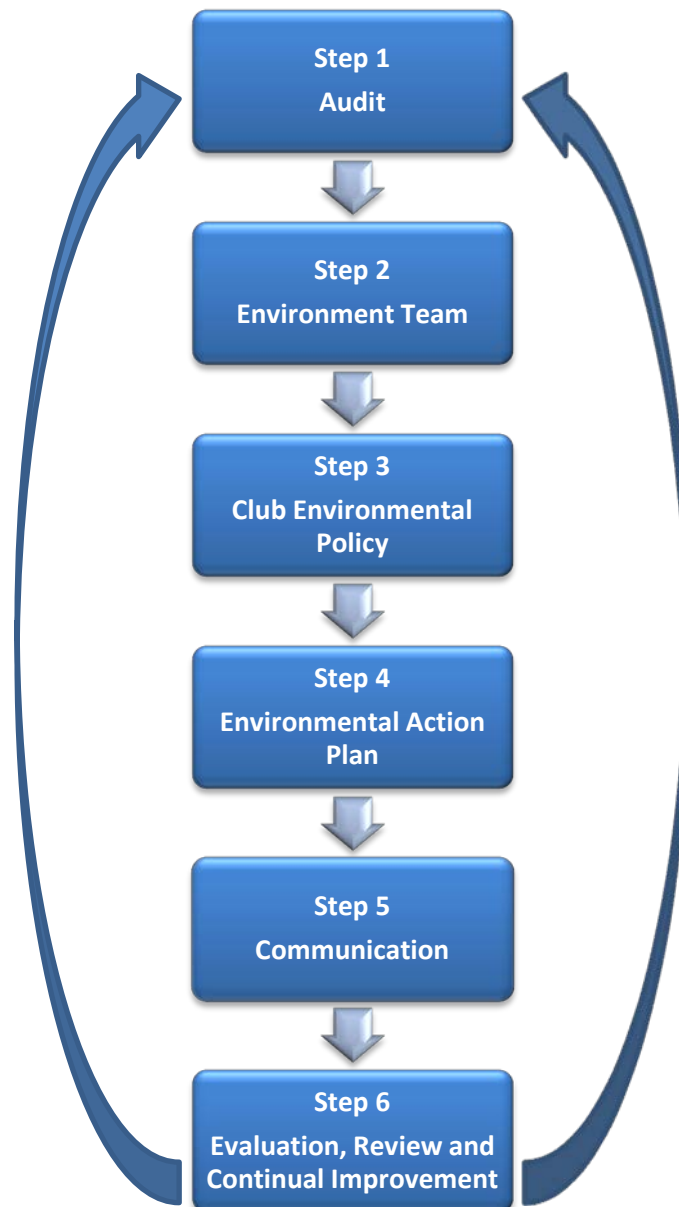 Step 1
Audit
Step 2
Environment Team
Step 3
Club Environmental
Policy
Step 4
Environmental Action
Plan
Step 5
Communication
Step 6
Evaluation, Review and
Continual Improvement